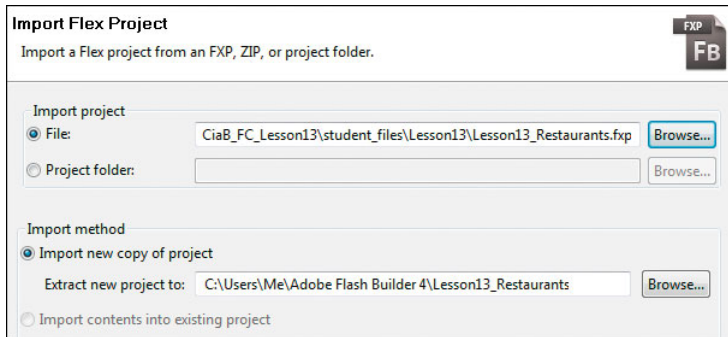 Import Flex Project
Import a Flex project from an FXP, ZIP, or project folder.
FXP
FB
Import project
File: CiaB_FC_Lesson13\student_files\Lesson13\Lesson13_Restaurants.fxp Browse...
Project folder: Browse...
Import method
Import new copy of project
Extract new project to: C:\Users\Me\Adobe Flash Builder 4\Lesson13_Restaurants Browse...
Import contents into existing project